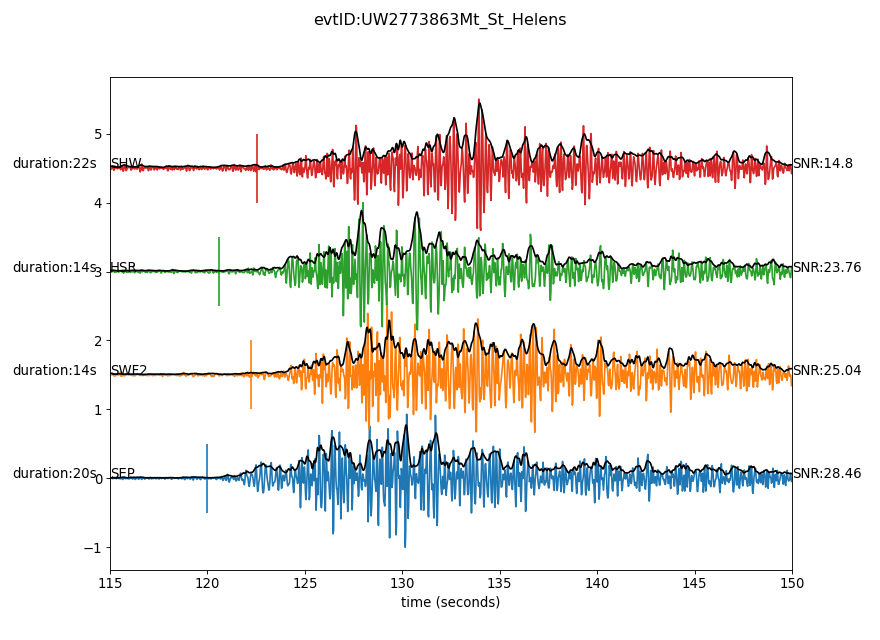 evtID:UW2773863Mt_St_Helens
5
duration:22s SHW SNR:14.8
4
duration:14s 3 HSR SNR:23.76
2
duration:14s SWF2 SNR:25.04
1
duration:20s 0 SEP SNR:28.46
−1
115 120 125 130 135 140 145 150
time (seconds)